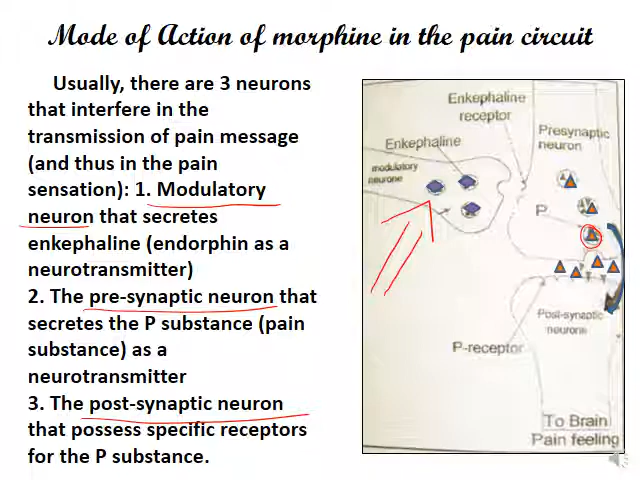 Mode of Action of morphine in the pain circuit
Usually, there are 3 neurons
that interfere in the
transmission of pain message
(and thus in the pain
sensation): 1. Modulatory
neuron that secretes
enkephaline (endorphin as a
neurotransmitter)
2. The pre-synaptic neuron that
secretes the P substance (pain
substance) as a
neurotransmitter
3. The post-synaptic neuron
that possess specific receptors
for the P substance.
Enkephaline
receptor
Enkephaline
modulatory
neurone
Presynaptic
neuron
P
Post-synaptic
neurons
P-receptor
To Brain
Pain feeling